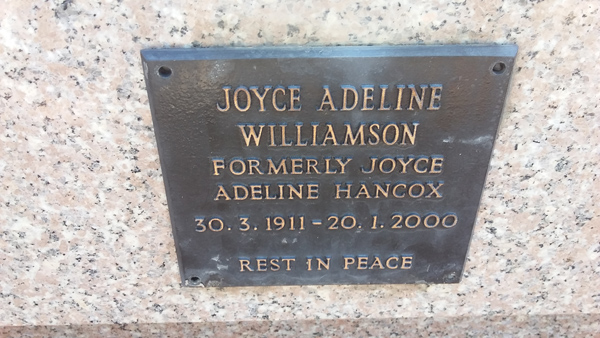 JOYCE ADELINE
WILLIAMSON
FORMERLY JOYCE
ADELINE HANCOX
30.3.1911-20.1.2000
REST IN PEACE